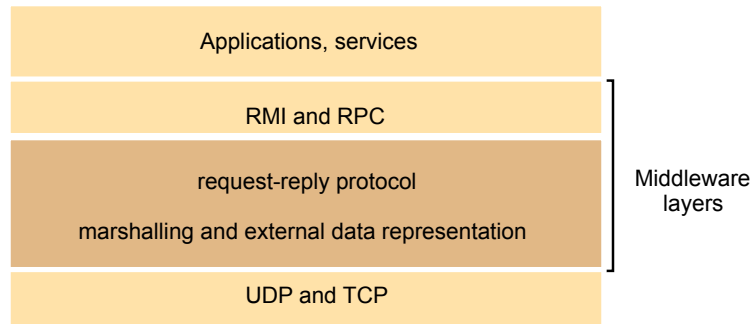 Applications, services
RMI and RPC
request-reply protocol
marshalling and external data representation
UDP and TCP
Middleware
layers